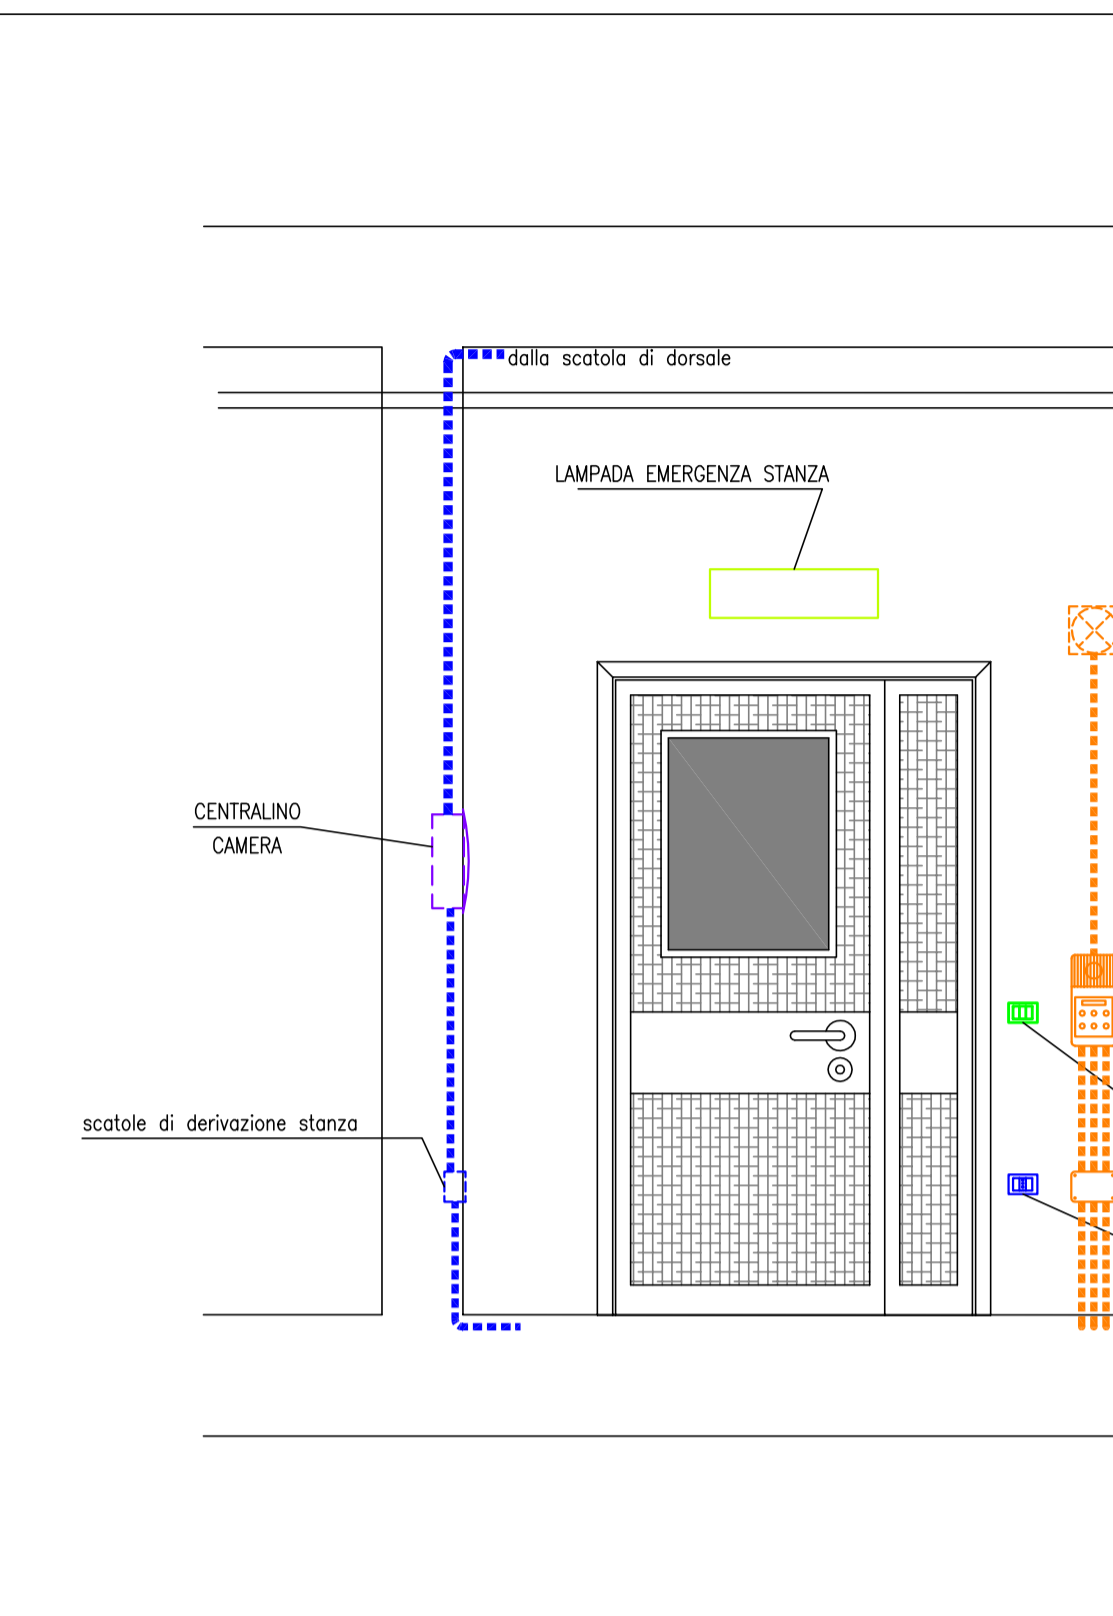 dalla scatola di dorsale
LAMPADA EMERGENZA STANZA
CENTRALINO
CAMERA
scatole di derivazione stanza